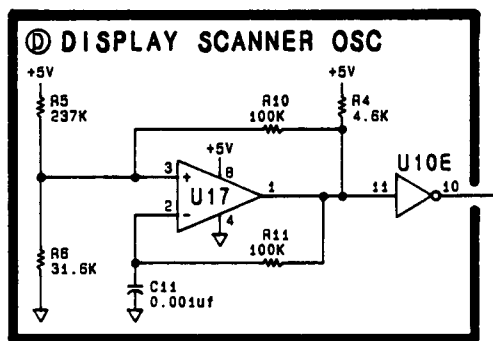 Ⓓ DISPLAY SCANNER OSC
+5V
+5V
R5
237K
R10
100K
R4
4.6K
+5V
U10E
3
+
8
U17
1
11
10
2
-
4
R11
100K
R6
31.6K
C11
0.001uf